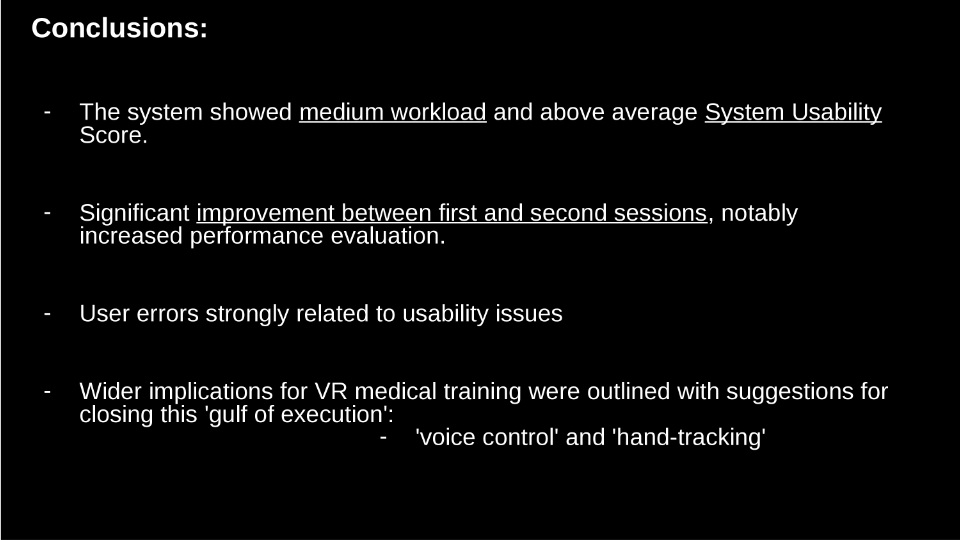 Conclusions:
- The system showed medium workload and above average System Usability
Score.
- Significant improvement between first and second sessions, notably
increased performance evaluation.
- User errors strongly related to usability issues
- Wider implications for VR medical training were outlined with suggestions for
closing this 'gulf of execution':
- 'voice control' and 'hand-tracking'